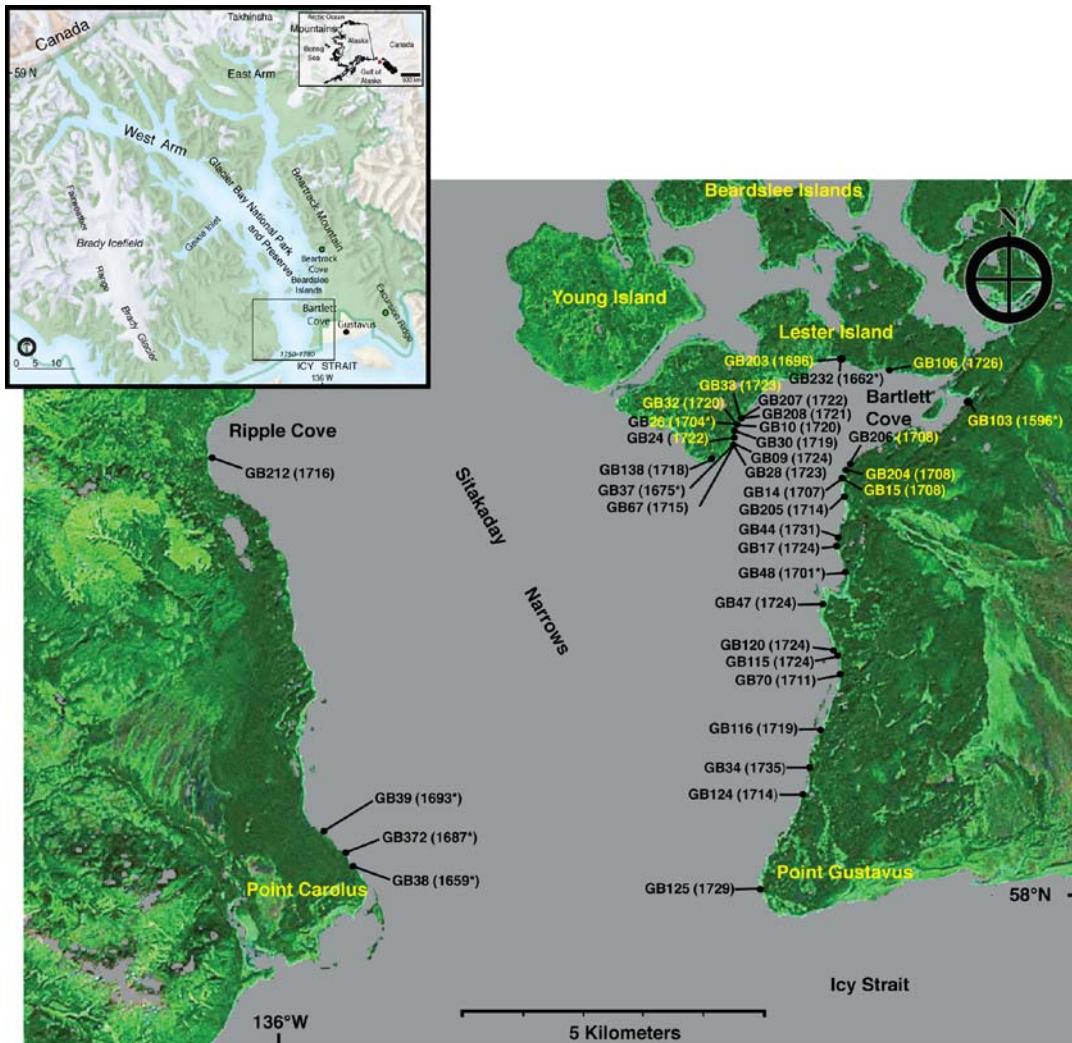 Canada
Takhinsha
Mountains
59 N
East Arm
West Arm
Glacier Bay National Park
and Preserve
Beartrack Mountain
Geikie Inlet
Fairweather
Range
Brady Icefield
Brady Glacier
Beartrack
Cove
Beardslee
Islands
Bartlett
Cove
Gustavus
Excursion Ridge
1750-1780
ICY STRAIT
136 W
0 5 10
Arctic Ocean
Alaska
Bering
Sea
Canada
Gulf of
Alaska
500 km
Beardslee Islands
N
Young Island
Lester Island
GB203 (1696)
GB106 (1726)
GB232 (1662*)
GB33 (1723)
Bartlett
Cove
GB207 (1722)
GB32 (1720)
GB208 (1721)
GB103 (1596*)
GB26 (1704*)
GB10 (1720)
GB24 (1722)
GB30 (1719)
GB206 (1708)
Ripple Cove
GB09 (1724)
GB138 (1718)
GB28 (1723)
GB204 (1708)
GB212 (1716)
GB37 (1675*)
GB14 (1707)
GB15 (1708)
GB67 (1715)
GB205 (1714)
Sitakaday
Narrows
GB44 (1731)
GB17 (1724)
GB48 (1701*)
GB47 (1724)
GB120 (1724)
GB115 (1724)
GB70 (1711)
GB116 (1719)
GB34 (1735)
GB124 (1714)
GB39 (1693*)
GB372 (1687*)
GB38 (1659*)
Point Carolus
Point Gustavus
GB125 (1729)
58°N
Icy Strait
136°W
5 Kilometers